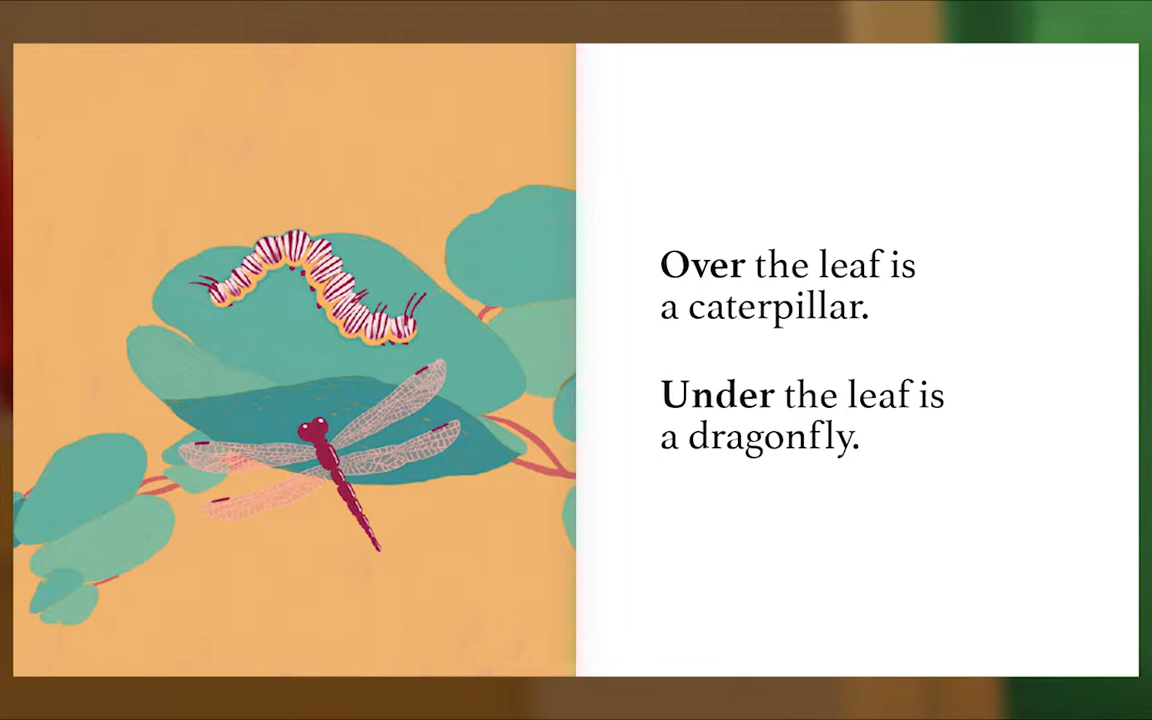 Over the leaf is
a caterpillar.
Under the leaf is
a dragonfly.